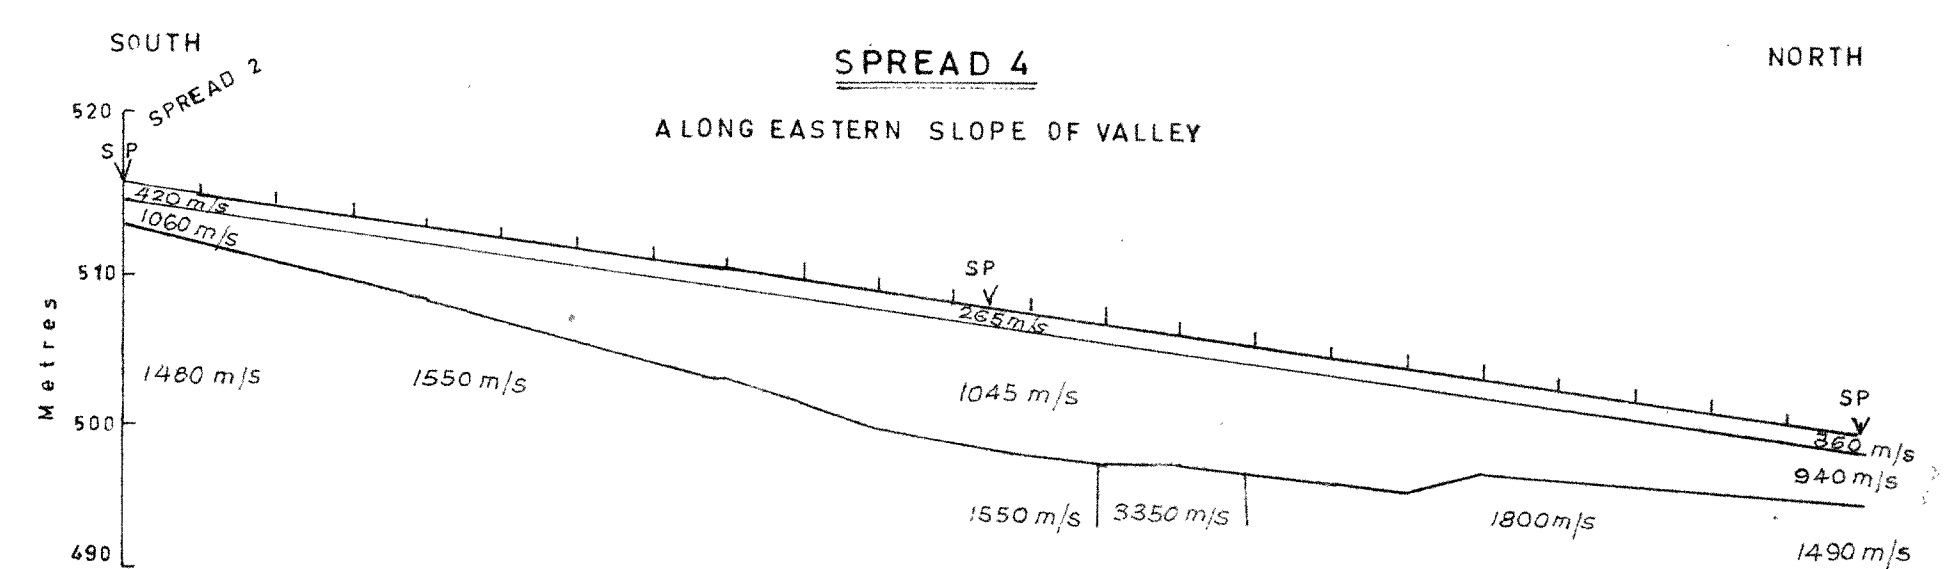 SOUTH
SPREAD 4
NORTH
SPREAD 2
520
ALONG EASTERN SLOPE OF VALLEY
SP
420 m/s
1060 m/s
510
SP
265 m/s
Metres
1480 m/s
1550 m/s
1045 m/s
SP
500
360 m/s
940 m/s
1550 m/s
3350 m/s
1800 m/s
490
1490 m/s